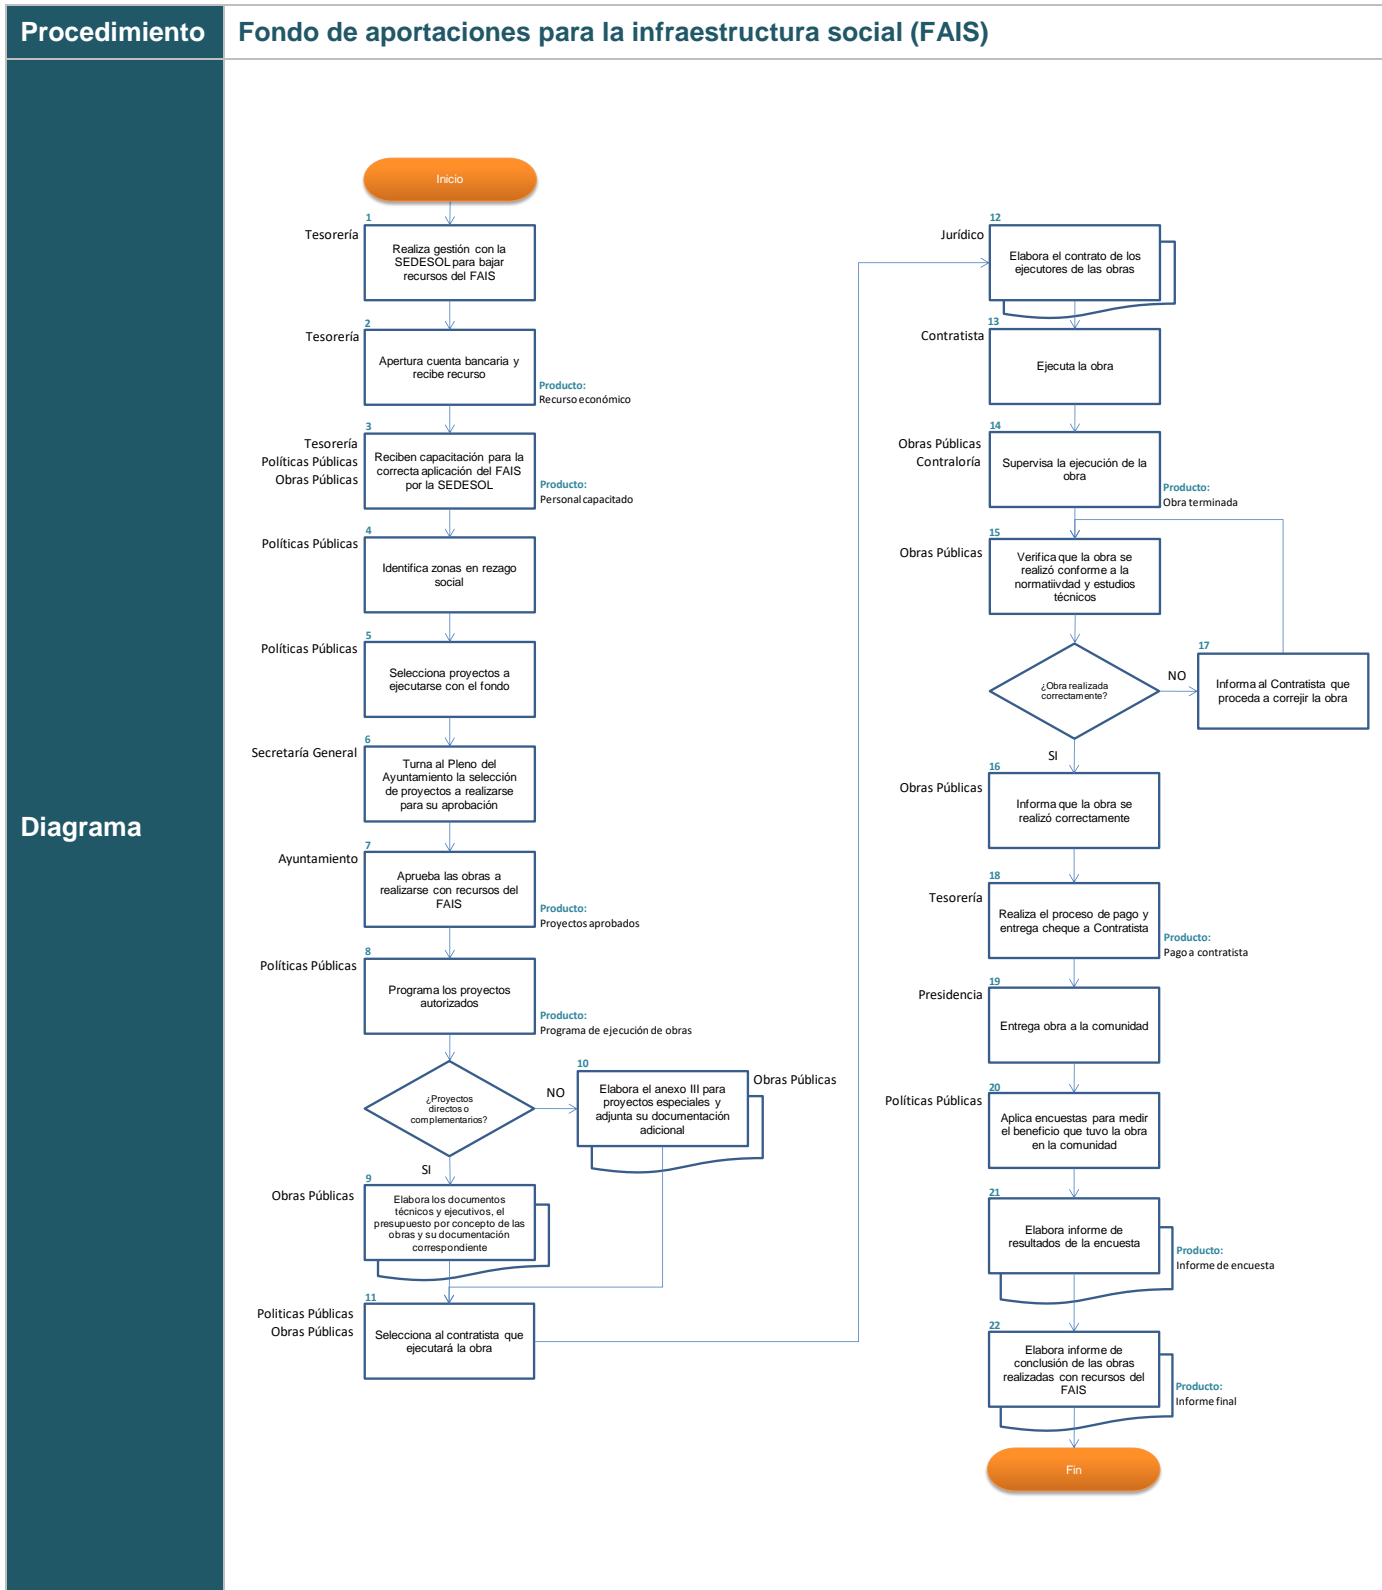 Procedimiento
Fondo de aportaciones para la infraestructura social (FAIS)
Diagrama
Inicio
1
Tesorería
Realiza gestión con la
SEDESOL para bajar
recursos del FAIS
2
Tesorería
Apertura cuenta bancaria y
recibe recurso
Producto:
Recurso económico
3
Tesorería
Políticas Públicas
Obras Públicas
Reciben capacitación para la
correcta aplicación del FAIS
por la SEDESOL
Producto:
Personal capacitado
4
Políticas Públicas
Identifica zonas en rezago
social
5
Políticas Públicas
Selecciona proyectos a
ejecutarse con el fondo
6
Secretaría General
Turna al Pleno del
Ayuntamiento la selección
de proyectos a realizarse
para su aprobación
7
Ayuntamiento
Aprueba las obras a
realizarse con recursos del
FAIS
Producto:
Proyectos aprobados
8
Políticas Públicas
Programa los proyectos
autorizados
Producto:
Programa de ejecución de obras
¿Proyectos
directos o
complementarios?
NO
10
Obras Públicas
Elabora el anexo III para
proyectos especiales y
adjunta su documentación
adicional
SI
9
Obras Públicas
Elabora los documentos
técnicos y ejecutivos, el
presupuesto por concepto de las
obras y su documentación
correspondiente
11
Politicas Públicas
Obras Públicas
Selecciona al contratista que
ejecutará la obra
12
Jurídico
Elabora el contrato de los
ejecutores de las obras
13
Contratista
Ejecuta la obra
14
Obras Públicas
Contraloría
Supervisa la ejecución de la
obra
Producto:
Obra terminada
15
Obras Públicas
Verifica que la obra se
realizó conforme a la
normatiivdad y estudios
técnicos
¿Obra realizada
correctamente?
NO
17
Informa al Contratista que
proceda a correjir la obra
SI
16
Obras Públicas
Informa que la obra se
realizó correctamente
18
Tesorería
Realiza el proceso de pago y
entrega cheque a Contratista
Producto:
Pago a contratista
19
Presidencia
Entrega obra a la comunidad
20
Políticas Públicas
Aplica encuestas para medir
el beneficio que tuvo la obra
en la comunidad
21
Elabora informe de
resultados de la encuesta
Producto:
Informe de encuesta
22
Elabora informe de
conclusión de las obras
realizadas con recursos del
FAIS
Producto:
Informe final
Fin